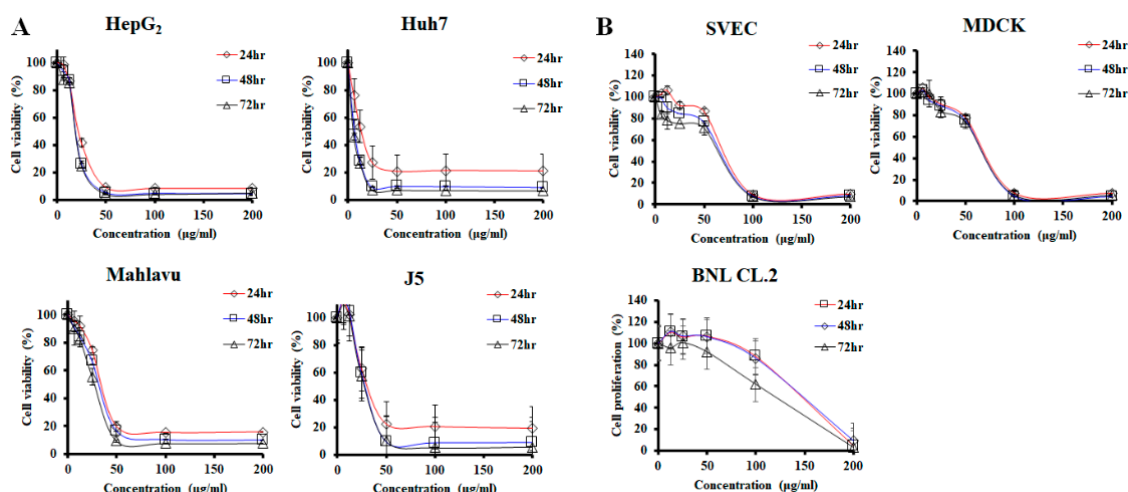 A
HepG₂
Cell viability (%)
100
80
60
40
20
0
0 50 100 150 200
Concentration (µg/ml)
24hr
48hr
72hr
Huh7
Cell viability (%)
100
80
60
40
20
0
0 50 100 150 200
Concentration (µg/ml)
24hr
48hr
72hr
Mahlavu
Cell viability (%)
100
80
60
40
20
0
0 50 100 150 200
Concentration (µg/ml)
24hr
48hr
72hr
J5
Cell viability (%)
100
80
60
40
20
0
0 50 100 150 200
Concentration (µg/ml)
24hr
48hr
72hr
B
SVEC
Cell viability (%)
140
120
100
80
60
40
20
0
0 50 100 150 200
Concentration (µg/ml)
24hr
48hr
72hr
MDCK
Cell viability (%)
140
120
100
80
60
40
20
0
0 50 100 150 200
Concentration (µg/ml)
24hr
48hr
72hr
BNL CL.2
Cell proliferation (%)
140
120
100
80
60
40
20
0
0 50 100 150 200
Concentration (µg/ml)
24hr
48hr
72hr